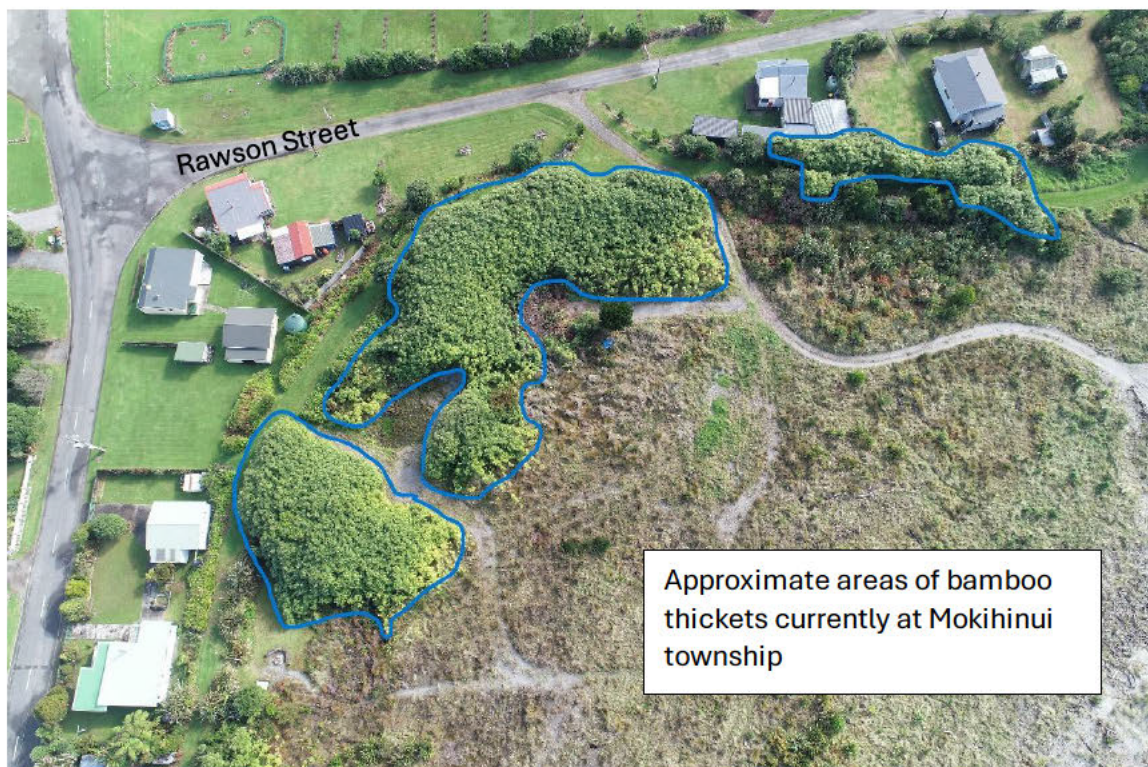 Rawson Street
Approximate areas of bamboo
thickets currently at Mokihinui
township